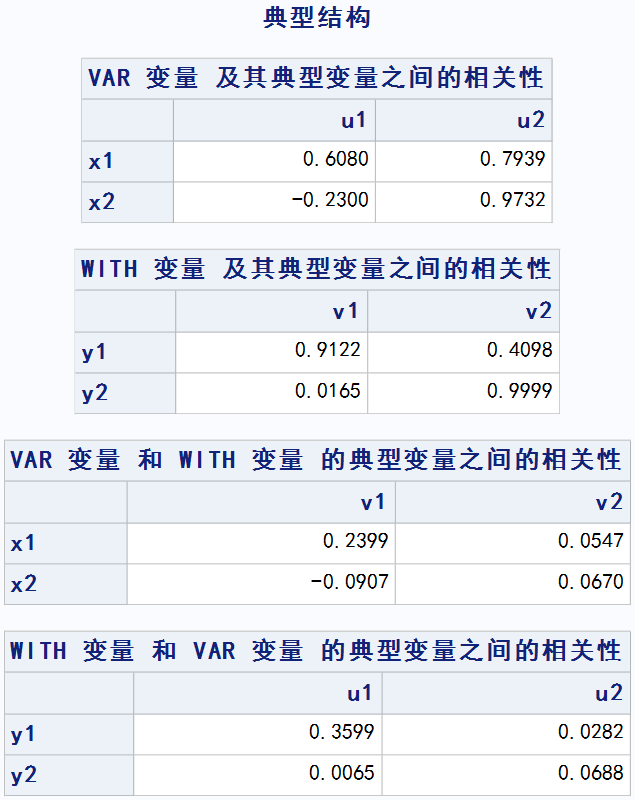 典型结构
VAR 变量 及其典型变量之间的相关性
u1 u2
x1 0.6080 0.7939
x2 -0.2300 0.9732
WITH 变量 及其典型变量之间的相关性
v1 v2
y1 0.9122 0.4098
y2 0.0165 0.9999
VAR 变量 和 WITH 变量 的典型变量之间的相关性
v1 v2
x1 0.2399 0.0547
x2 -0.0907 0.0670
WITH 变量 和 VAR 变量 的典型变量之间的相关性
u1 u2
y1 0.3599 0.0282
y2 0.0065 0.0688